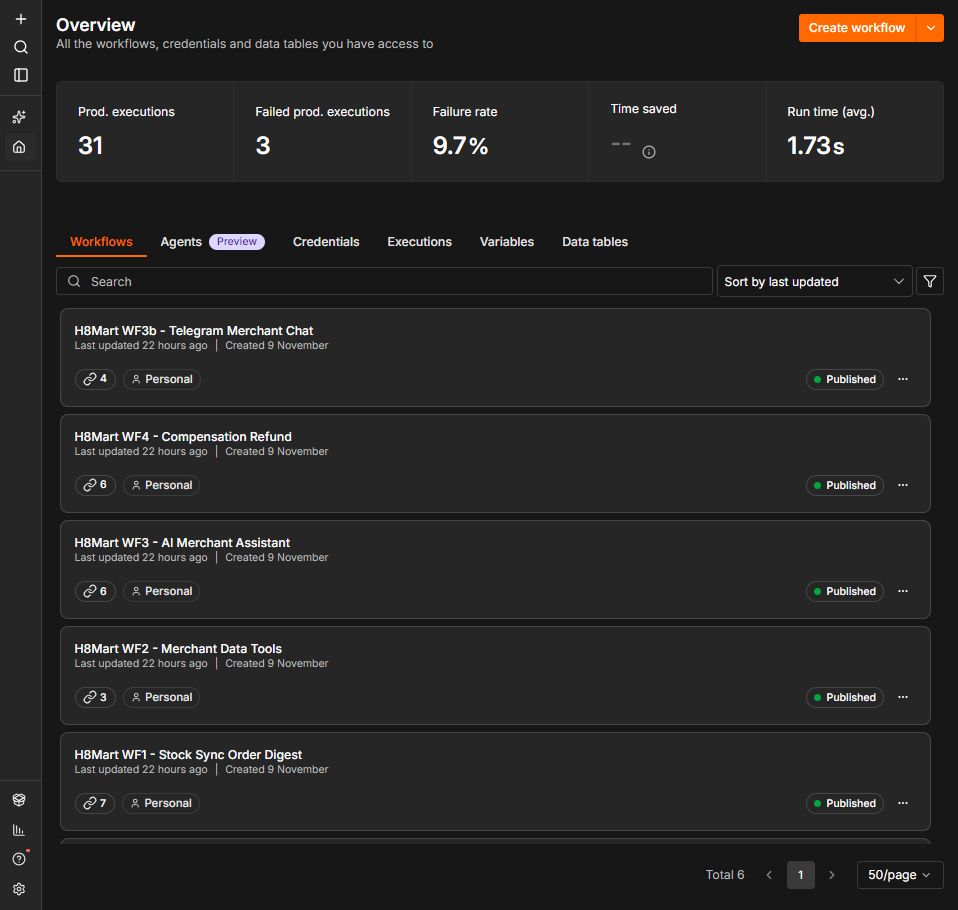 Overview
Create workflow
All the workflows, credentials and data tables you have access to
Prod. executions
31
Failed prod. executions
3
Failure rate
9.7%
Time saved
--
Run time (avg.)
1.73s
Workflows Agents Preview Credentials Executions Variables Data tables
Search
Sort by last updated
H8Mart WF3b - Telegram Merchant Chat
Last updated 22 hours ago | Created 9 November
4 Personal Published
H8Mart WF4 - Compensation Refund
Last updated 22 hours ago | Created 9 November
6 Personal Published
H8Mart WF3 - AI Merchant Assistant
Last updated 22 hours ago | Created 9 November
6 Personal Published
H8Mart WF2 - Merchant Data Tools
Last updated 22 hours ago | Created 9 November
3 Personal Published
H8Mart WF1 - Stock Sync Order Digest
Last updated 22 hours ago | Created 9 November
7 Personal Published
Total 6 1 50/page